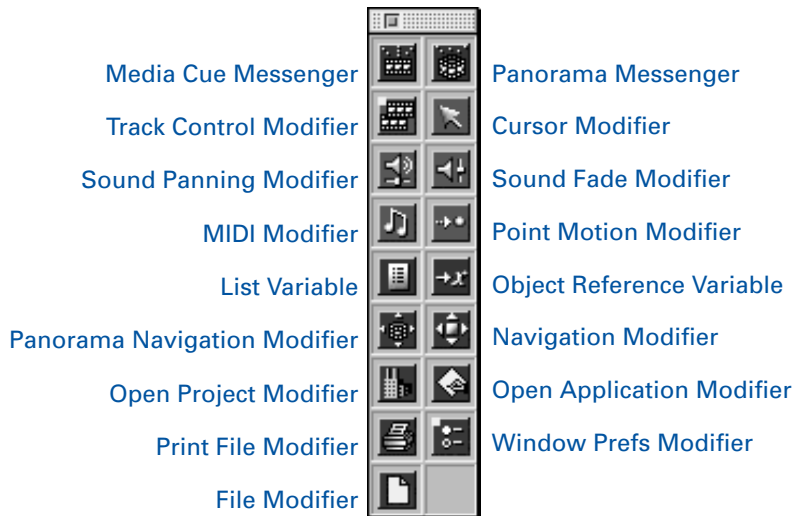 Media Cue Messenger
Panorama Messenger
Track Control Modifier
Cursor Modifier
Sound Panning Modifier
Sound Fade Modifier
MIDI Modifier
Point Motion Modifier
List Variable
Object Reference Variable
Panorama Navigation Modifier
Navigation Modifier
Open Project Modifier
Open Application Modifier
Print File Modifier
Window Prefs Modifier
File Modifier